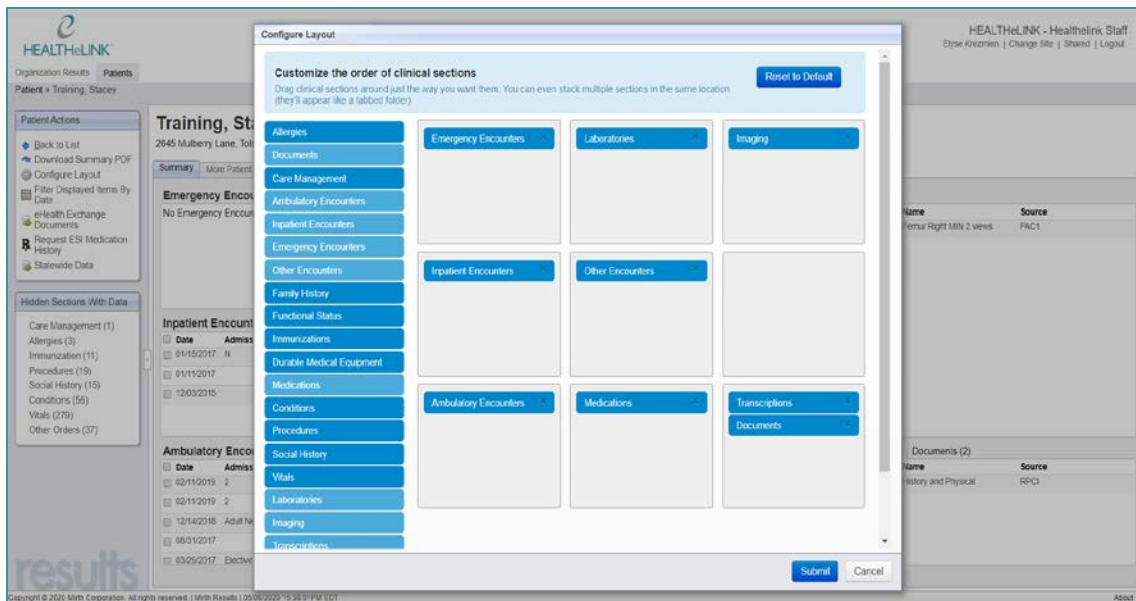 HEALTHeLINK
HEALTHeLINK - Healthelink Staff
Elyse Krezmien | Change Site | Shared | Logout
Organization Results Patients
Patient » Training, Stacey
Patient Actions
Back to List
Download Summary PDF
Configure Layout
Filter Displayed Items By
Date
eHealth Exchange
Documents
Request ESI Medication
History
Statewide Data
Hidden Sections With Data
Care Management (1)
Allergies (3)
Immunization (11)
Procedures (19)
Social History (15)
Conditions (56)
Vitals (279)
Other Orders (37)
results
Training, Sta
2645 Mulberry Lane, Tol
Summary More Patient
Emergency Encou
No Emergency Encoun
Inpatient Encount
Date Admiss
01/15/2017 N
01/11/2017
12/03/2015
Ambulatory Encou
Date Admiss
02/11/2019 2
02/11/2019 2
12/14/2018 Adult Ne
08/31/2017
03/29/2017 Elective
Configure Layout
Customize the order of clinical sections
Drag clinical sections around just the way you want them. You can even stack multiple sections in the same location
(they'll appear like a tabbed folder)
Reset to Default
Allergies
Documents
Care Management
Ambulatory Encounters
Inpatient Encounters
Emergency Encounters
Other Encounters
Family History
Functional Status
Immunizations
Durable Medical Equipment
Medications
Conditions
Procedures
Social History
Vitals
Laboratories
Imaging
Transcriptions
Emergency Encounters
Laboratories
Imaging
Inpatient Encounters
Other Encounters
Ambulatory Encounters
Medications
Transcriptions
Documents
Submit Cancel
Name Source
Femur Right MIN 2 views FAC1
Documents (2)
Name Source
History and Physical RPCI
Copyright © 2020 Mirth Corporation. All rights reserved. | Mirth Results |
About